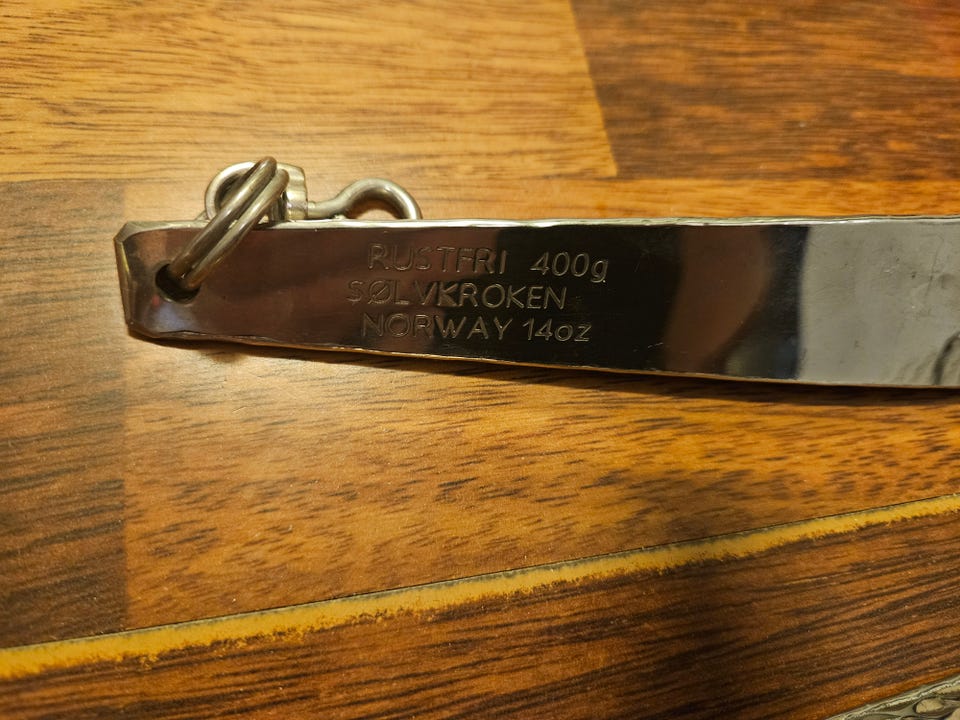 RUSTFRI 400g
SØLVKROKEN
NORWAY 14oz